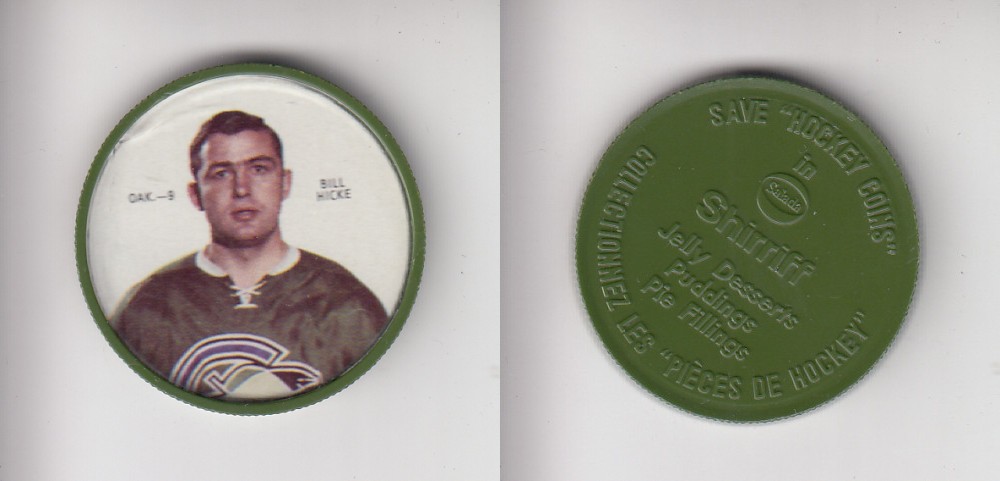 OAK.—9
BILL
HICKE
SAVE "HOCKEY COINS"
in
Salada
Shirriff
Jelly Desserts
Puddings
Pie Fillings
COLLECTIONNEZ LES "PIÈCES DE HOCKEY"